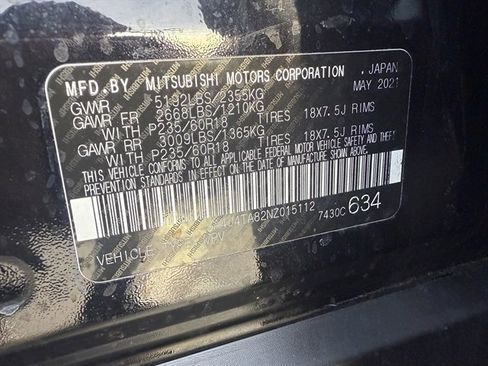 MFD. BY MITSUBISHI MOTORS CORPORATION , JAPAN
GVWR 5192LBS/2355KG MAY 2021
GAWR FR 2668LBS/1210KG
WITH P235/60R18 18X7.5J RIMS
GAWR RR 3009LBS/1365KG
WITH P235/60R18 18X7.5J RIMS
THIS VEHICLE CONFORMS TO ALL APPLICABLE FEDERAL MOTOR VEHICLE SAFETY AND THEFT
PREVENTION STANDARDS IN EFFECT ON THE DATE OF MANUFACTURE SHOWN ABOVE.
TA82NZ015112
VEHICLE MPV 7430C 634